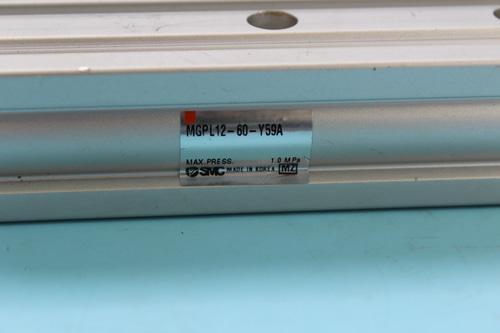 MGPL12-60-Y59A
MAX.PRESS. 1.0 MPa
SMC MADE IN KOREA MZ